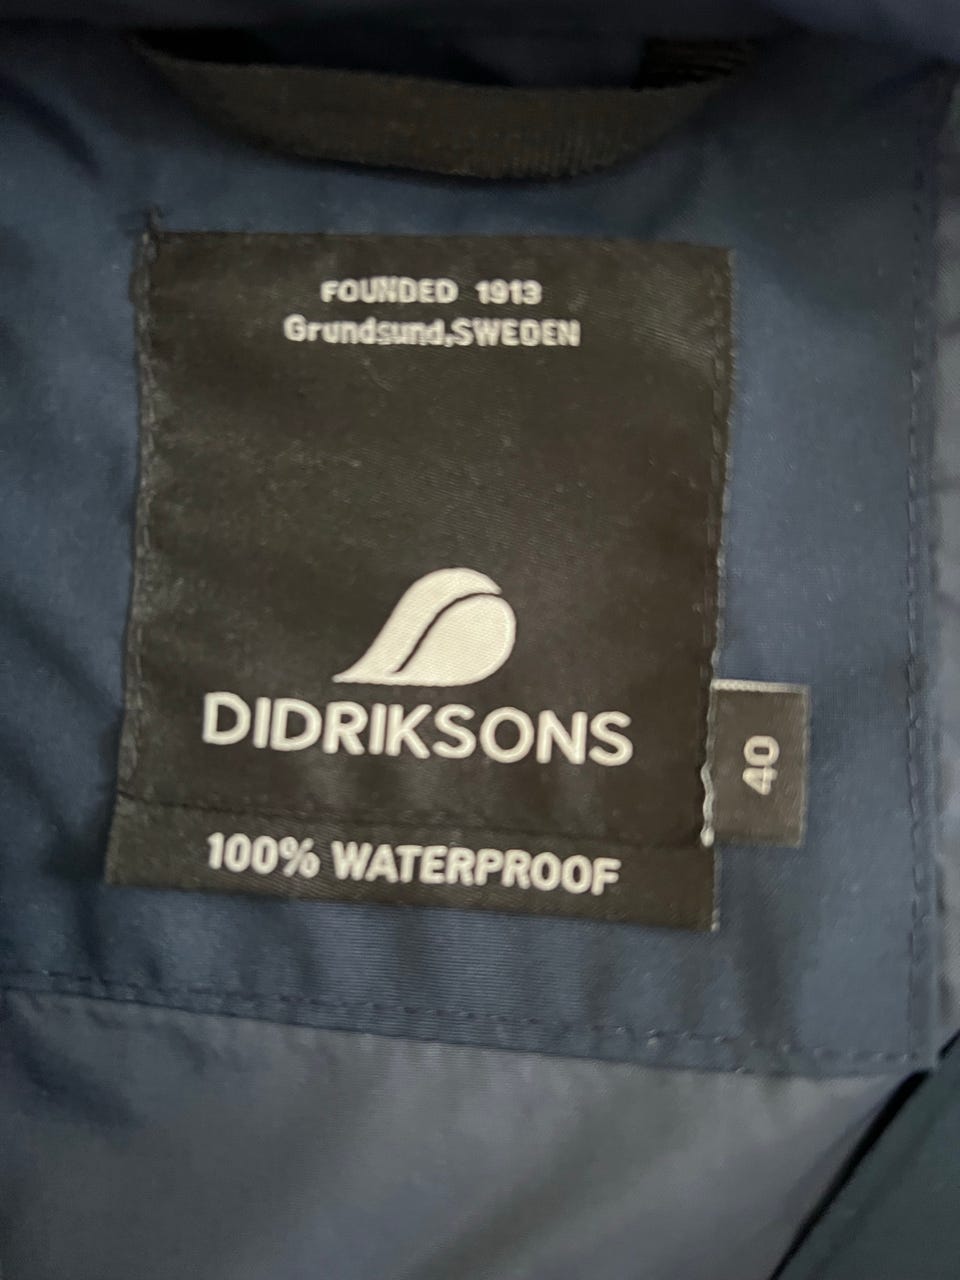 FOUNDED 1913
Grundsund,SWEDEN
DIDRIKSONS
40
100% WATERPROOF